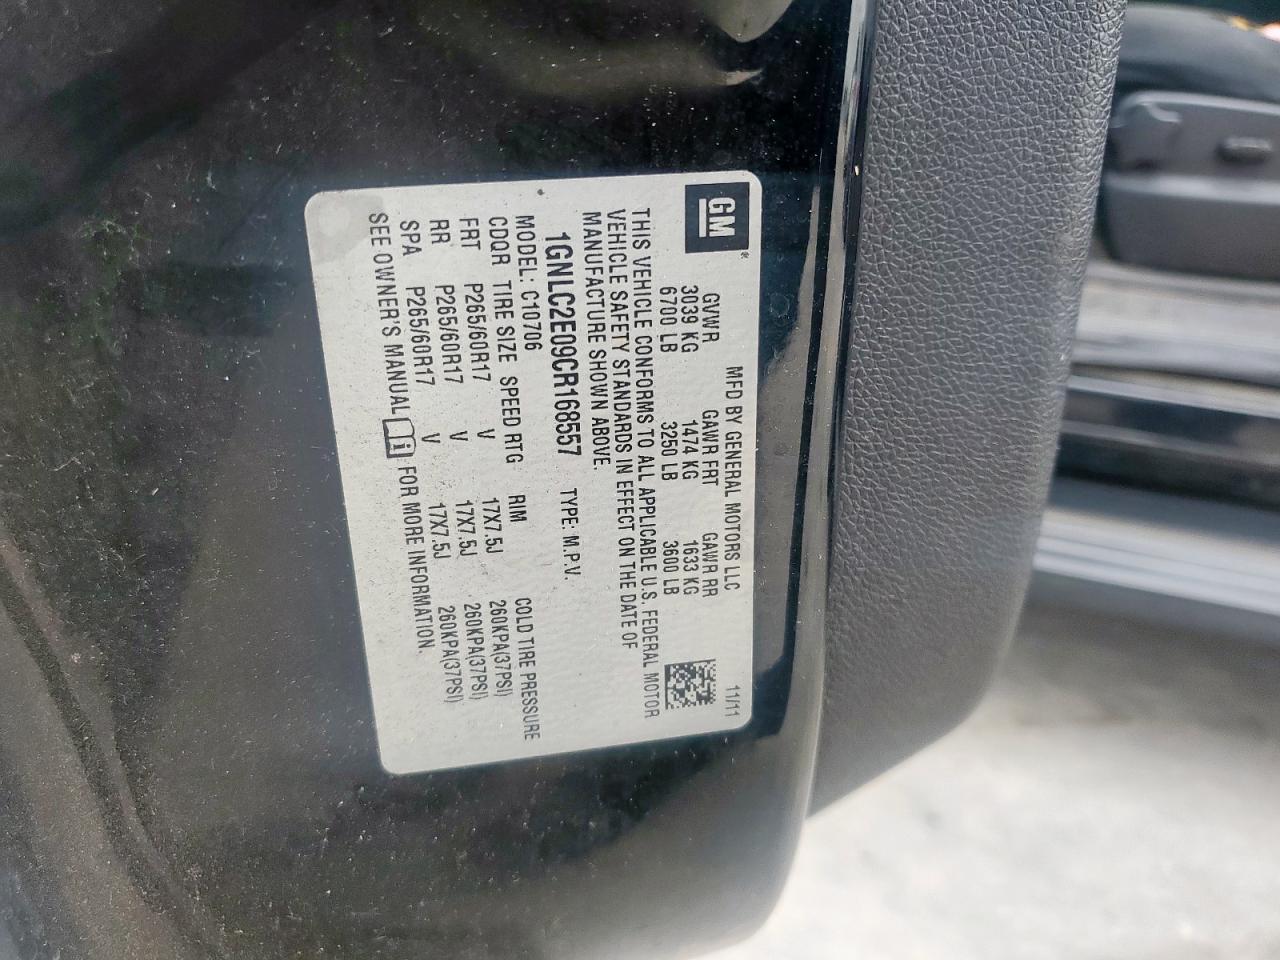 GM
MFD BY GENERAL MOTORS LLC 11/11
GVWR GAWR FRT GAWR RR
3039 KG 1474 KG 1633 KG
6700 LB 3250 LB 3600 LB
THIS VEHICLE CONFORMS TO ALL APPLICABLE U.S. FEDERAL MOTOR
VEHICLE SAFETY STANDARDS IN EFFECT ON THE DATE OF
MANUFACTURE SHOWN ABOVE.
1GNLC2E09CR168557 TYPE: M.P.V.
MODEL: C10706
CDQR TIRE SIZE SPEED RTG RIM COLD TIRE PRESSURE
FRT P265/60R17 V 17X7.5J 260KPA(37PSI)
RR P265/60R17 V 17X7.5J 260KPA(37PSI)
SPA P265/60R17 V 17X7.5J 260KPA(37PSI)
SEE OWNER'S MANUAL i FOR MORE INFORMATION.